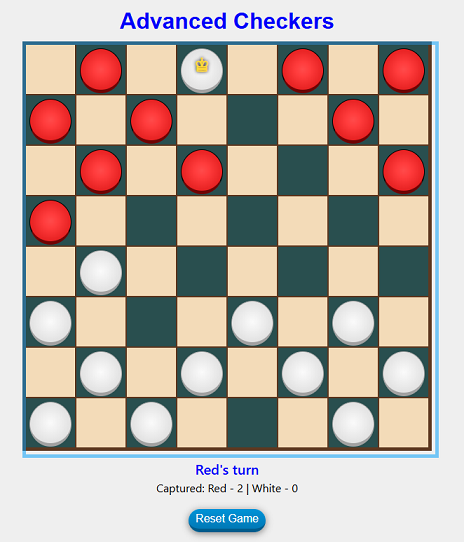 Advanced Checkers
Red's turn
Captured: Red - 2 | White - 0
Reset Game